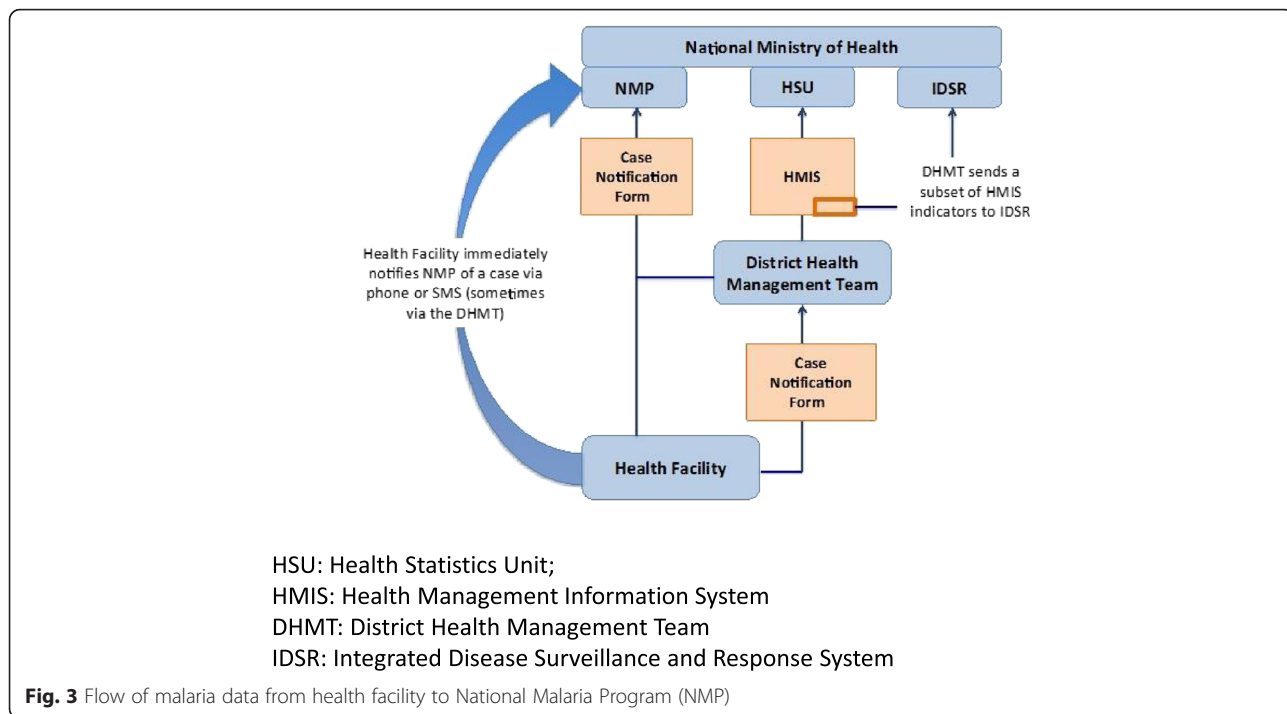 National Ministry of Health
NMP
HSU
IDSR
Case
Notification
Form
HMIS
DHMT sends a
subset of HMIS
indicators to IDSR
Health Facility immediately
notifies NMP of a case via
phone or SMS (sometimes
via the DHMT)
District Health
Management Team
Case
Notification
Form
Health Facility
HSU: Health Statistics Unit;
HMIS: Health Management Information System
DHMT: District Health Management Team
IDSR: Integrated Disease Surveillance and Response System
Fig. 3 Flow of malaria data from health facility to National Malaria Program (NMP)